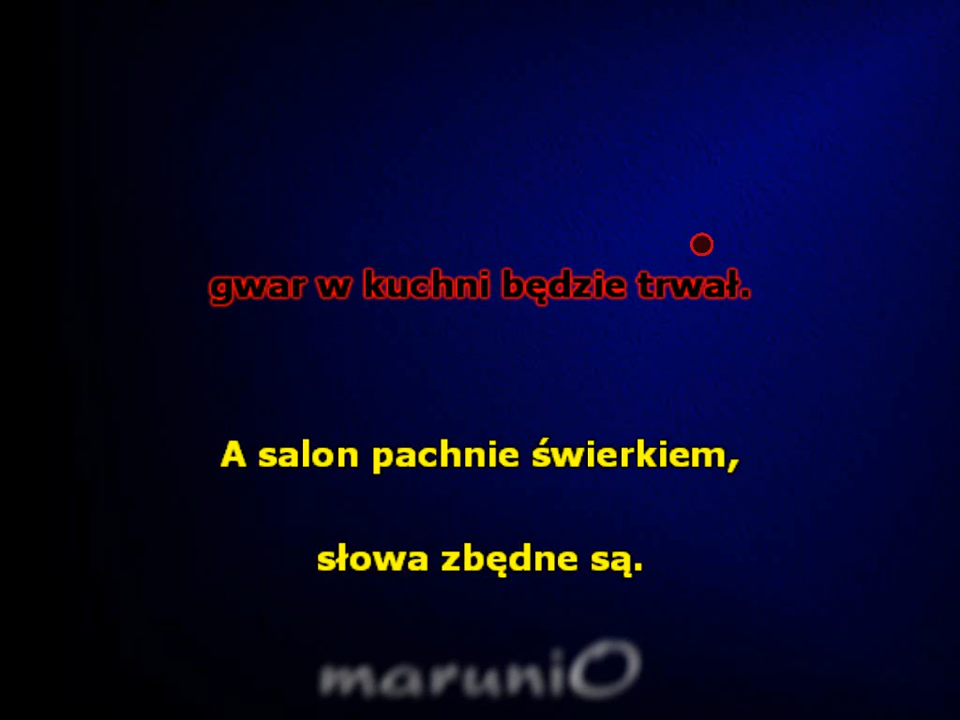 gwar w kuchni będzie trwał.
A salon pachnie świerkiem,
słowa zbędne są.
maruniO